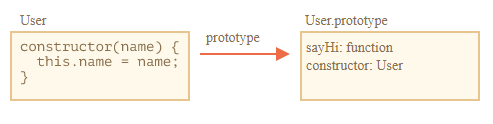 User
constructor(name) {
  this.name = name;
}
prototype
User.prototype
sayHi: function
constructor: User